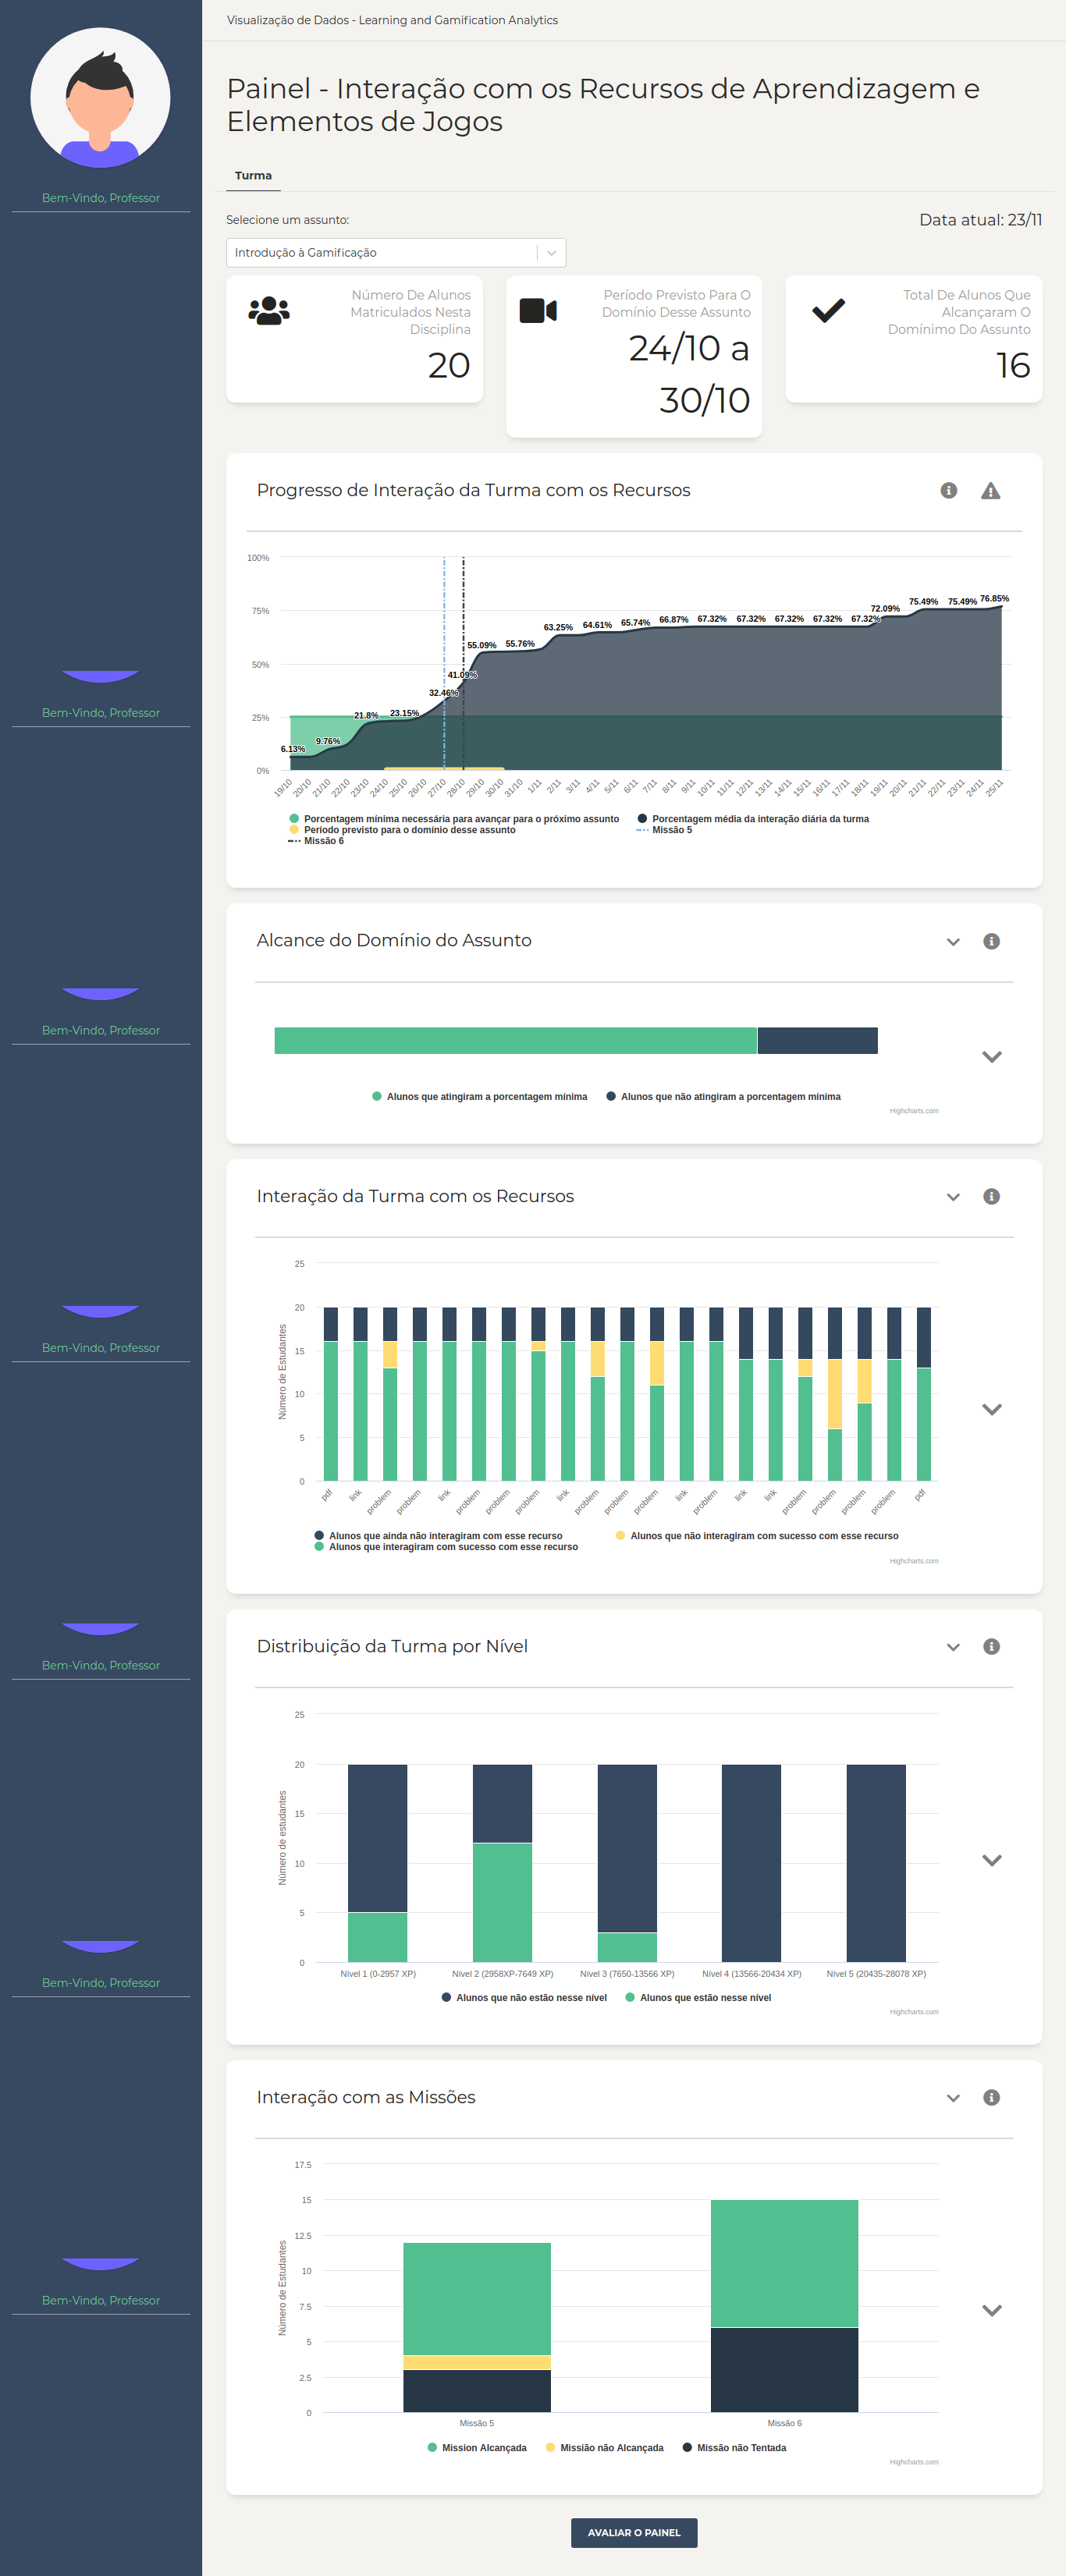 Visualização de Dados - Learning and Gamification Analytics
Painel - Interação com os Recursos de Aprendizagem e
Elementos de Jogos
Bem-Vindo, Professor
Turma
Selecione um assunto:
Data atual: 23/11
Introdução à Gamificação
Número De Alunos
Matriculados Nesta
Disciplina
20
Período Previsto Para O
Domínio Desse Assunto
24/10 a
30/10
Total De Alunos Que
Alcançaram O
Domínimo Do Assunto
16
Progresso de Interação da Turma com os Recursos
100%
75%
50%
25%
0%
6.13%
9.76%
21.8%
23.15%
32.46%
41.09%
55.09%
55.76%
63.25%
64.61%
65.74%
66.87%
67.32%
67.32%
67.32%
67.32%
67.32%
72.09%
75.49%
75.49%
76.85%
19/10
20/10
21/10
22/10
23/10
24/10
25/10
26/10
27/10
28/10
29/10
30/10
31/10
1/11
2/11
3/11
4/11
5/11
6/11
7/11
8/11
9/11
10/11
11/11
12/11
13/11
14/11
15/11
16/11
17/11
18/11
19/11
20/11
21/11
22/11
23/11
24/11
25/11
Porcentagem mínima necessária para avançar para o próximo assunto
Porcentagem média da interação diária da turma
Período previsto para o domínio desse assunto
Missão 5
Missão 6
Bem-Vindo, Professor
Alcance do Domínio do Assunto
Alunos que atingiram a porcentagem mínima
Alunos que não atingiram a porcentagem mínima
Highcharts.com
Bem-Vindo, Professor
Interação da Turma com os Recursos
Número de Estudantes
25
20
15
10
5
0
pdf
link
problem
problem
link
problem
problem
problem
link
problem
problem
problem
link
problem
link
link
problem
problem
problem
problem
pdf
Alunos que ainda não interagiram com esse recurso
Alunos que não interagiram com sucesso com esse recurso
Alunos que interagiram com sucesso com esse recurso
Highcharts.com
Bem-Vindo, Professor
Distribuição da Turma por Nível
Bem-Vindo, Professor
Número de estudantes
25
20
15
10
5
0
Nível 1 (0-2957 XP)
Nível 2 (2958XP-7649 XP)
Nível 3 (7650-13566 XP)
Nível 4 (13566-20434 XP)
Nível 5 (20435-28078 XP)
Alunos que não estão nesse nível
Alunos que estão nesse nível
Highcharts.com
Bem-Vindo, Professor
Interação com as Missões
Número de Estudantes
17.5
15
12.5
10
7.5
5
2.5
0
Missão 5
Missão 6
Mission Alcançada
Missião não Alcançada
Missão não Tentada
Highcharts.com
Bem-Vindo, Professor
AVALIAR O PAINEL